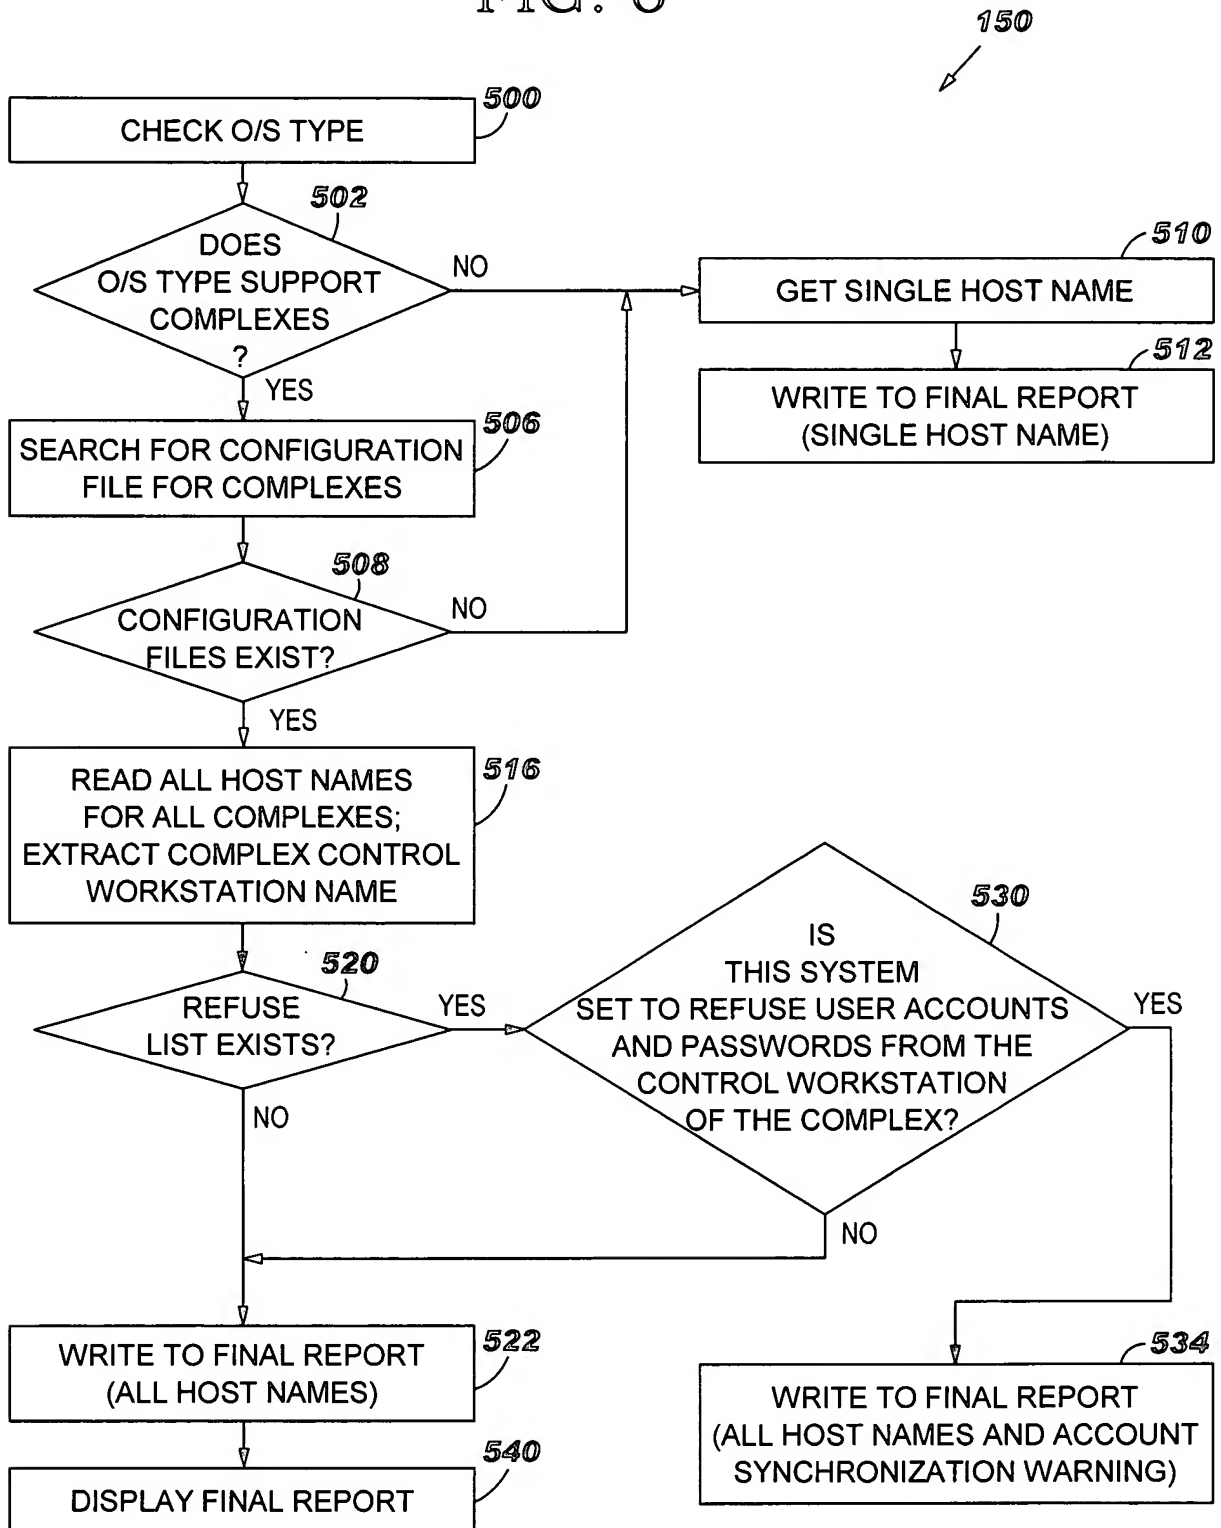 150
500
CHECK O/S TYPE
502
DOES
O/S TYPE SUPPORT
COMPLEXES
?
NO
YES
510
GET SINGLE HOST NAME
512
WRITE TO FINAL REPORT
(SINGLE HOST NAME)
506
SEARCH FOR CONFIGURATION
FILE FOR COMPLEXES
508
CONFIGURATION
FILES EXIST?
NO
YES
516
READ ALL HOST NAMES
FOR ALL COMPLEXES;
EXTRACT COMPLEX CONTROL
WORKSTATION NAME
520
REFUSE
LIST EXISTS?
YES
NO
530
IS
THIS SYSTEM
SET TO REFUSE USER ACCOUNTS
AND PASSWORDS FROM THE
CONTROL WORKSTATION
OF THE COMPLEX?
YES
NO
522
WRITE TO FINAL REPORT
(ALL HOST NAMES)
534
WRITE TO FINAL REPORT
(ALL HOST NAMES AND ACCOUNT
SYNCHRONIZATION WARNING)
540
DISPLAY FINAL REPORT